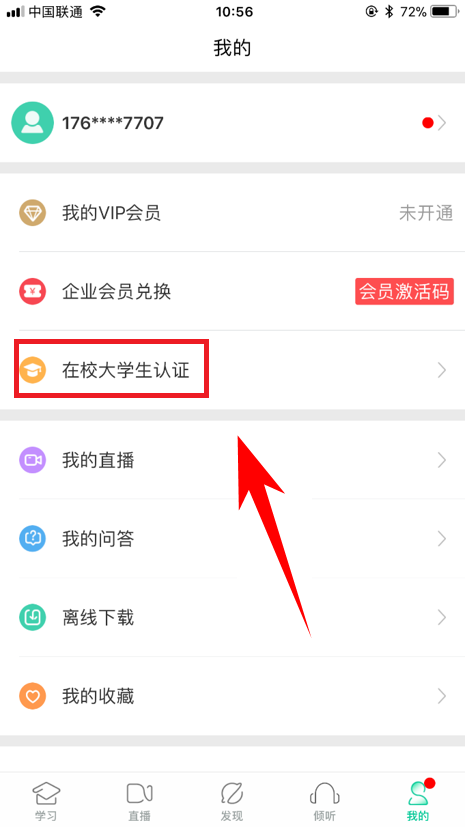 中国联通 10:56 72%
我的
176****7707
我的VIP会员 未开通
企业会员兑换 会员激活码
在校大学生认证
我的直播
我的问答
离线下载
我的收藏
学习 直播 发现 倾听 我的